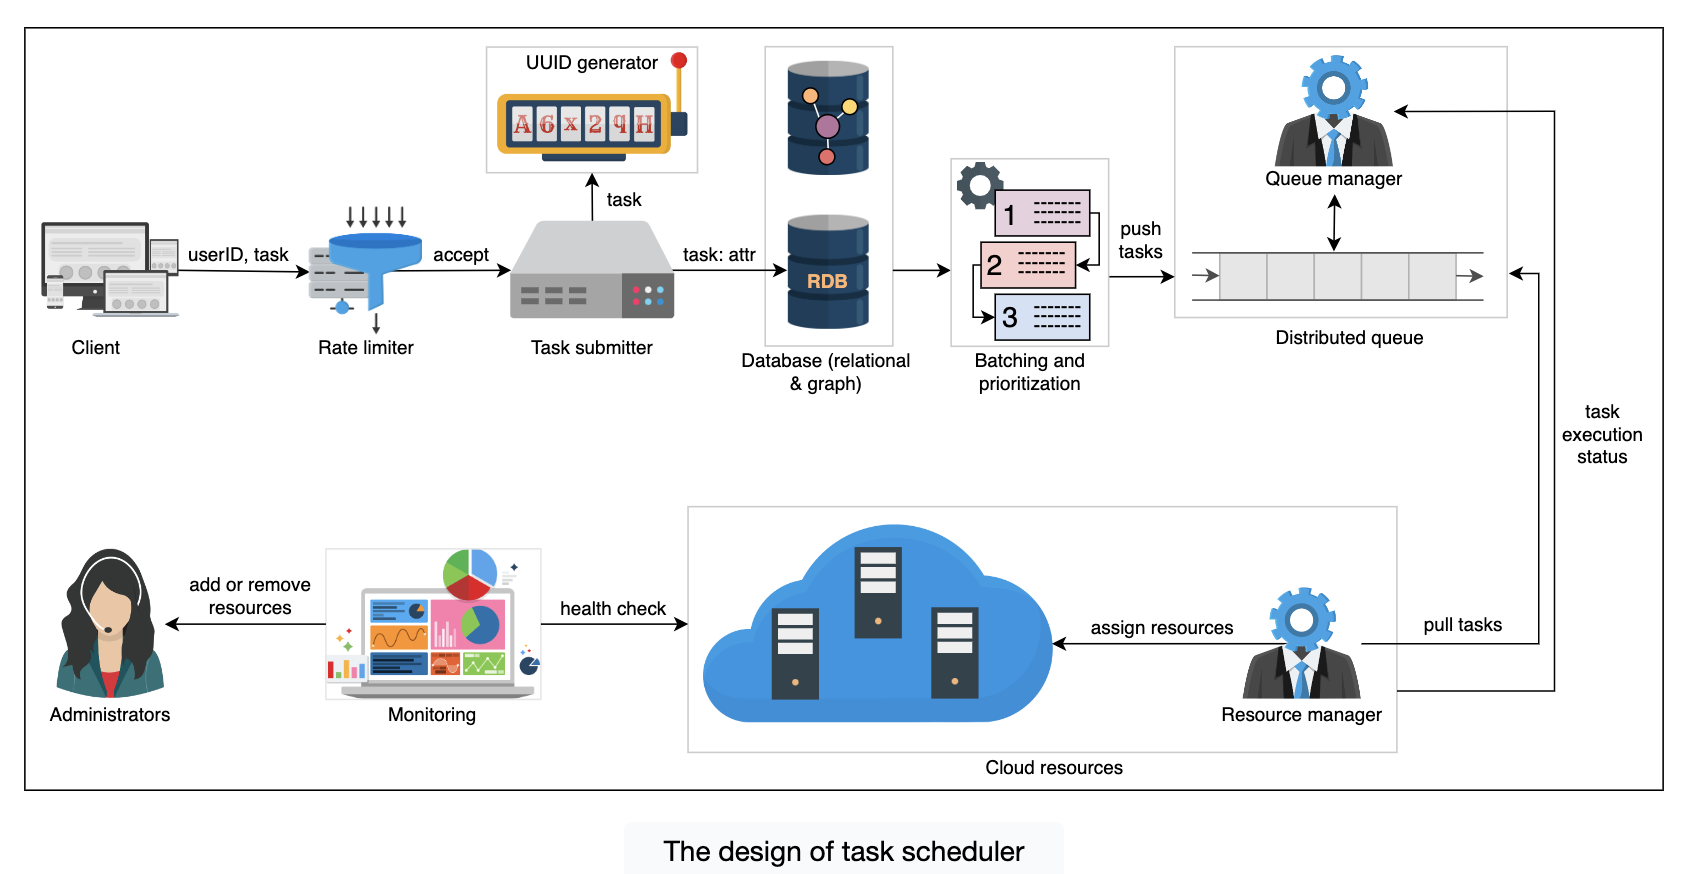 UUID generator
A 6 x 2 9 H
task
userID, task
accept
task: attr
RDB
1
2
3
push
tasks
Queue manager
Client
Rate limiter
Task submitter
Database (relational
& graph)
Batching and
prioritization
Distributed queue
task
execution
status
add or remove
resources
health check
assign resources
pull tasks
Administrators
Monitoring
Resource manager
Cloud resources
The design of task scheduler